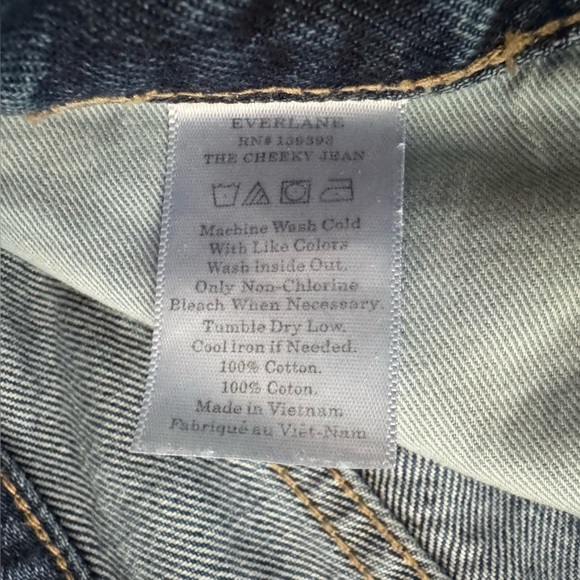 EVERLANE
RN# 139393
THE CHEEKY JEAN
Machine Wash Cold
With Like Colors
Wash Inside Out.
Only Non-Chlorine
Bleach When Necessary.
Tumble Dry Low.
Cool Iron if Needed.
100% Cotton.
100% Coton.
Made in Vietnam
Fabriqué au Viêt-Nam